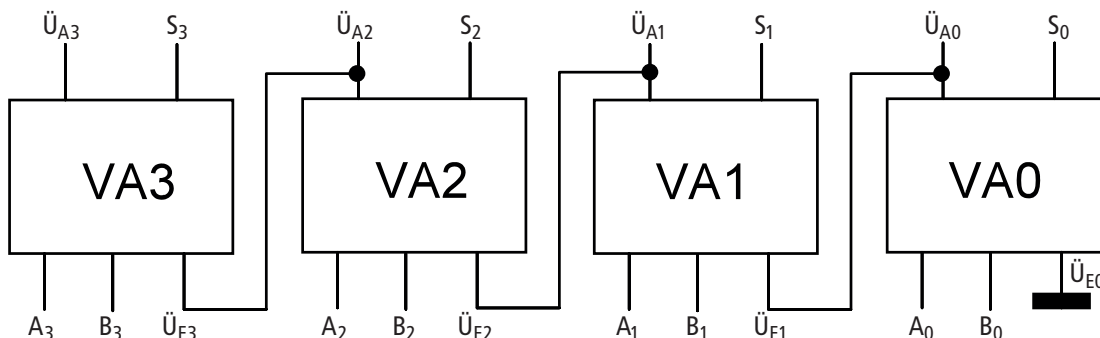 Ü_A3 S_3 Ü_A2 S_2 Ü_A1 S_1 Ü_A0 S_0
VA3 VA2 VA1 VA0
Ü_E0
A_3 B_3 Ü_E3 A_2 B_2 Ü_E2 A_1 B_1 Ü_E1 A_0 B_0